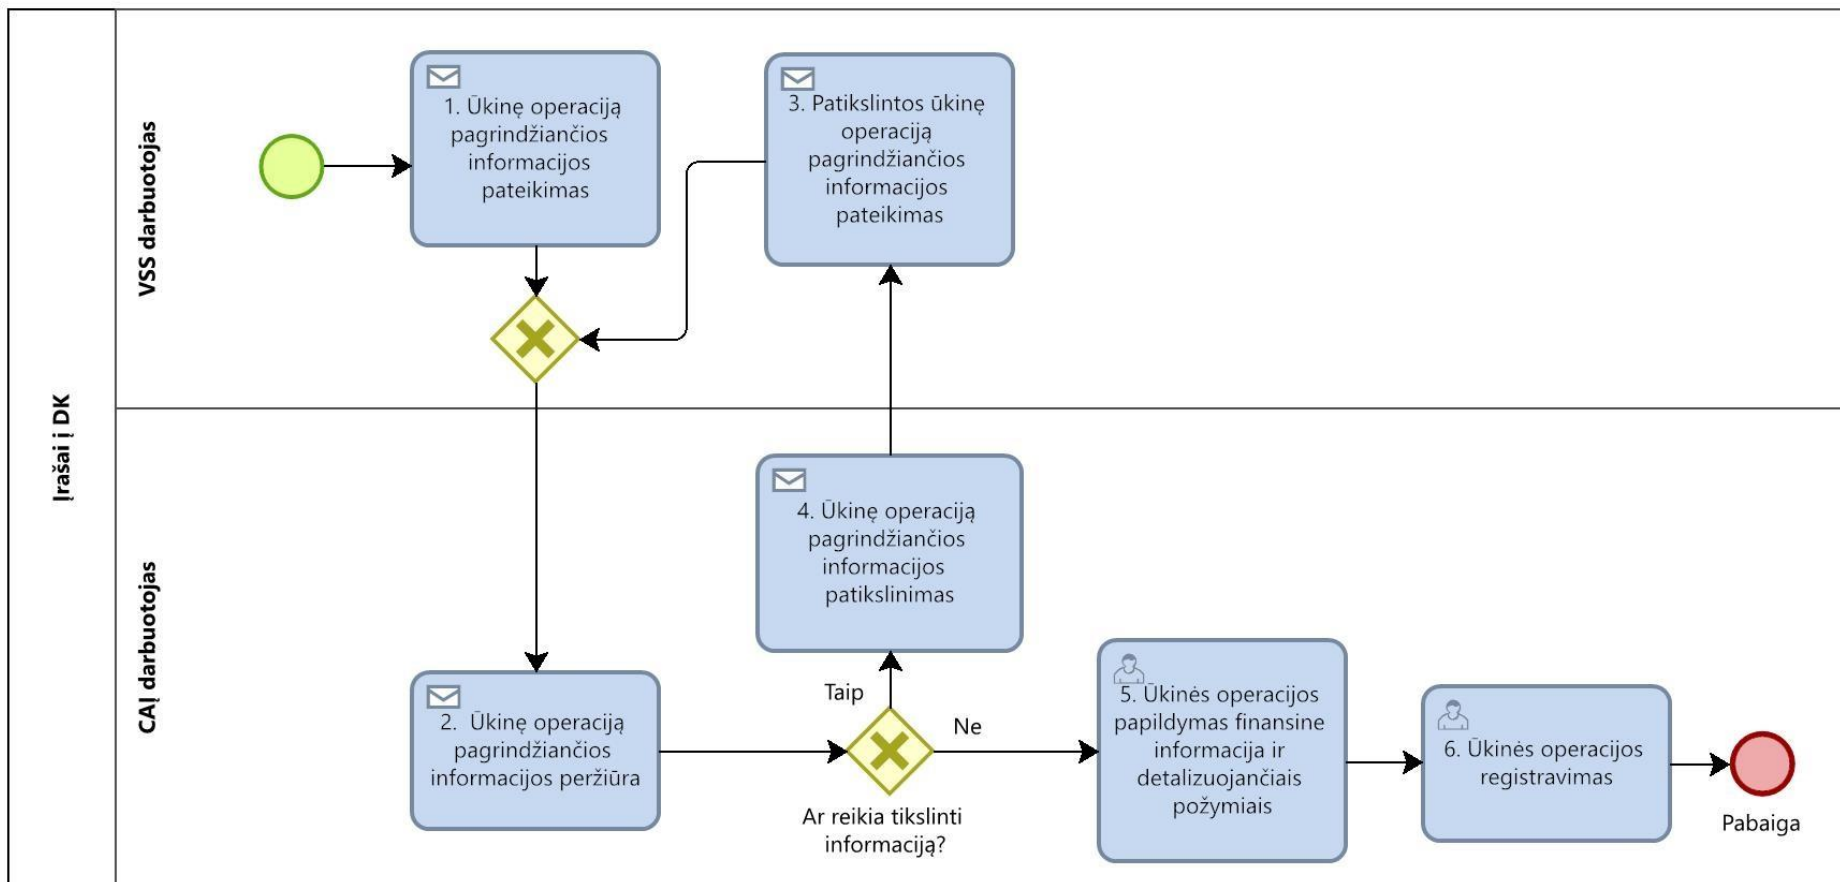 Įrašai į DK
VSS darbuotojas
1. Ūkinę operaciją
pagrindžiančios
informacijos
pateikimas
3. Patikslintos ūkinę
operaciją
pagrindžiančios
informacijos
pateikimas
CAĮ darbuotojas
2. Ūkinę operaciją
pagrindžiančios
informacijos peržiūra
4. Ūkinę operaciją
pagrindžiančios
informacijos
patikslinimas
Taip
Ne
Ar reikia tikslinti
informaciją?
5. Ūkinės operacijos
papildymas finansine
informacija ir
detalizuojančiais
požymiais
6. Ūkinės operacijos
registravimas
Pabaiga